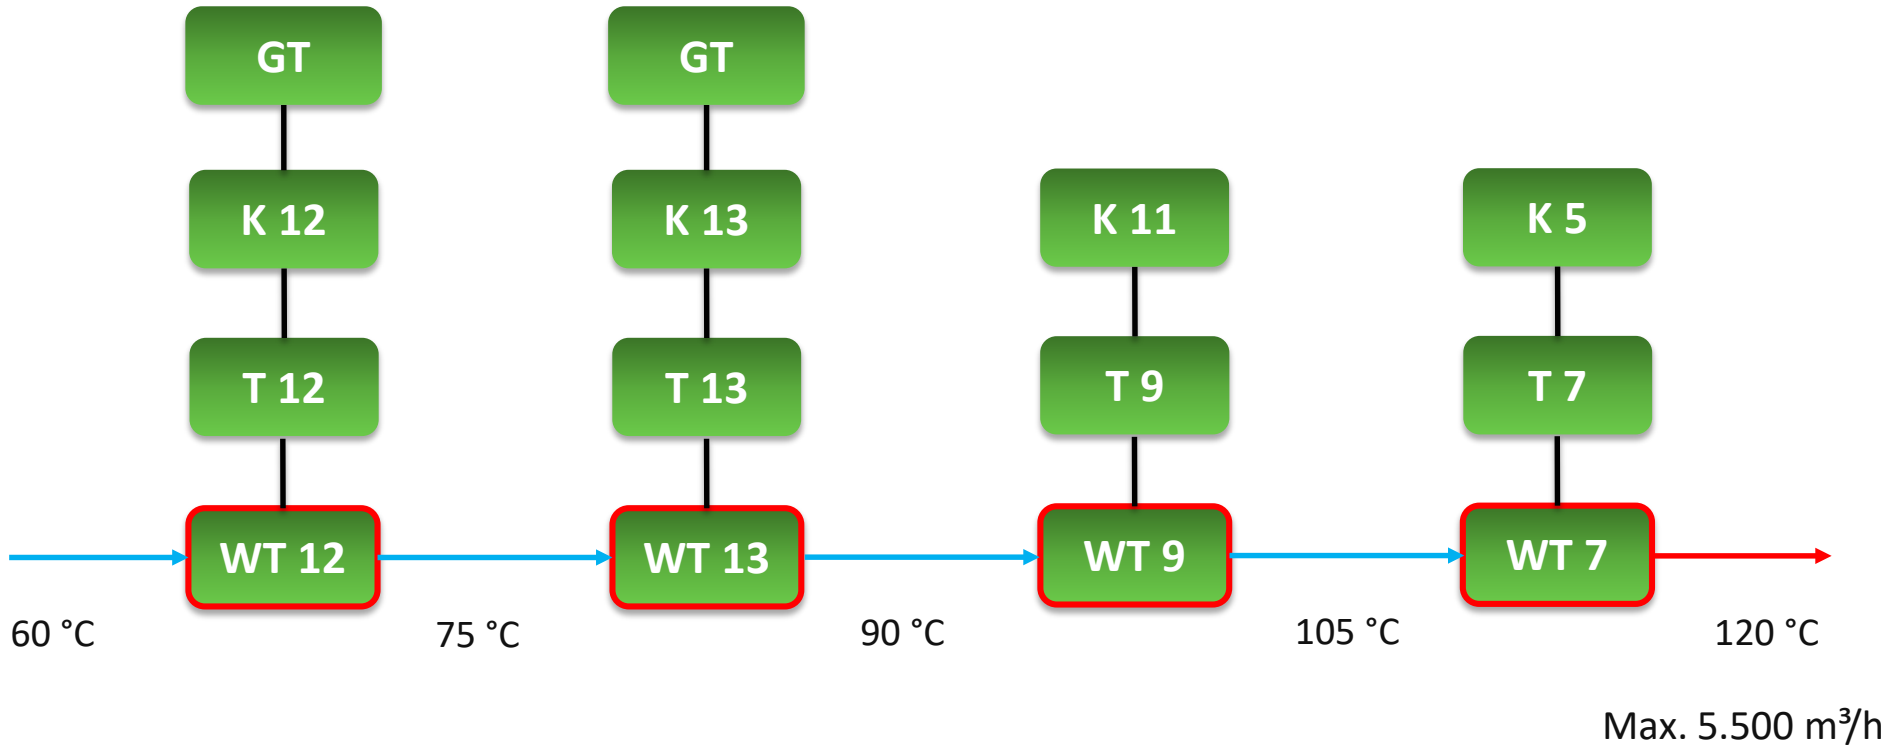 GT
GT
K 12
K 13
K 11
K 5
T 12
T 13
T 9
T 7
WT 12
WT 13
WT 9
WT 7
60 °C
75 °C
90 °C
105 °C
120 °C
Max. 5.500 m³/h